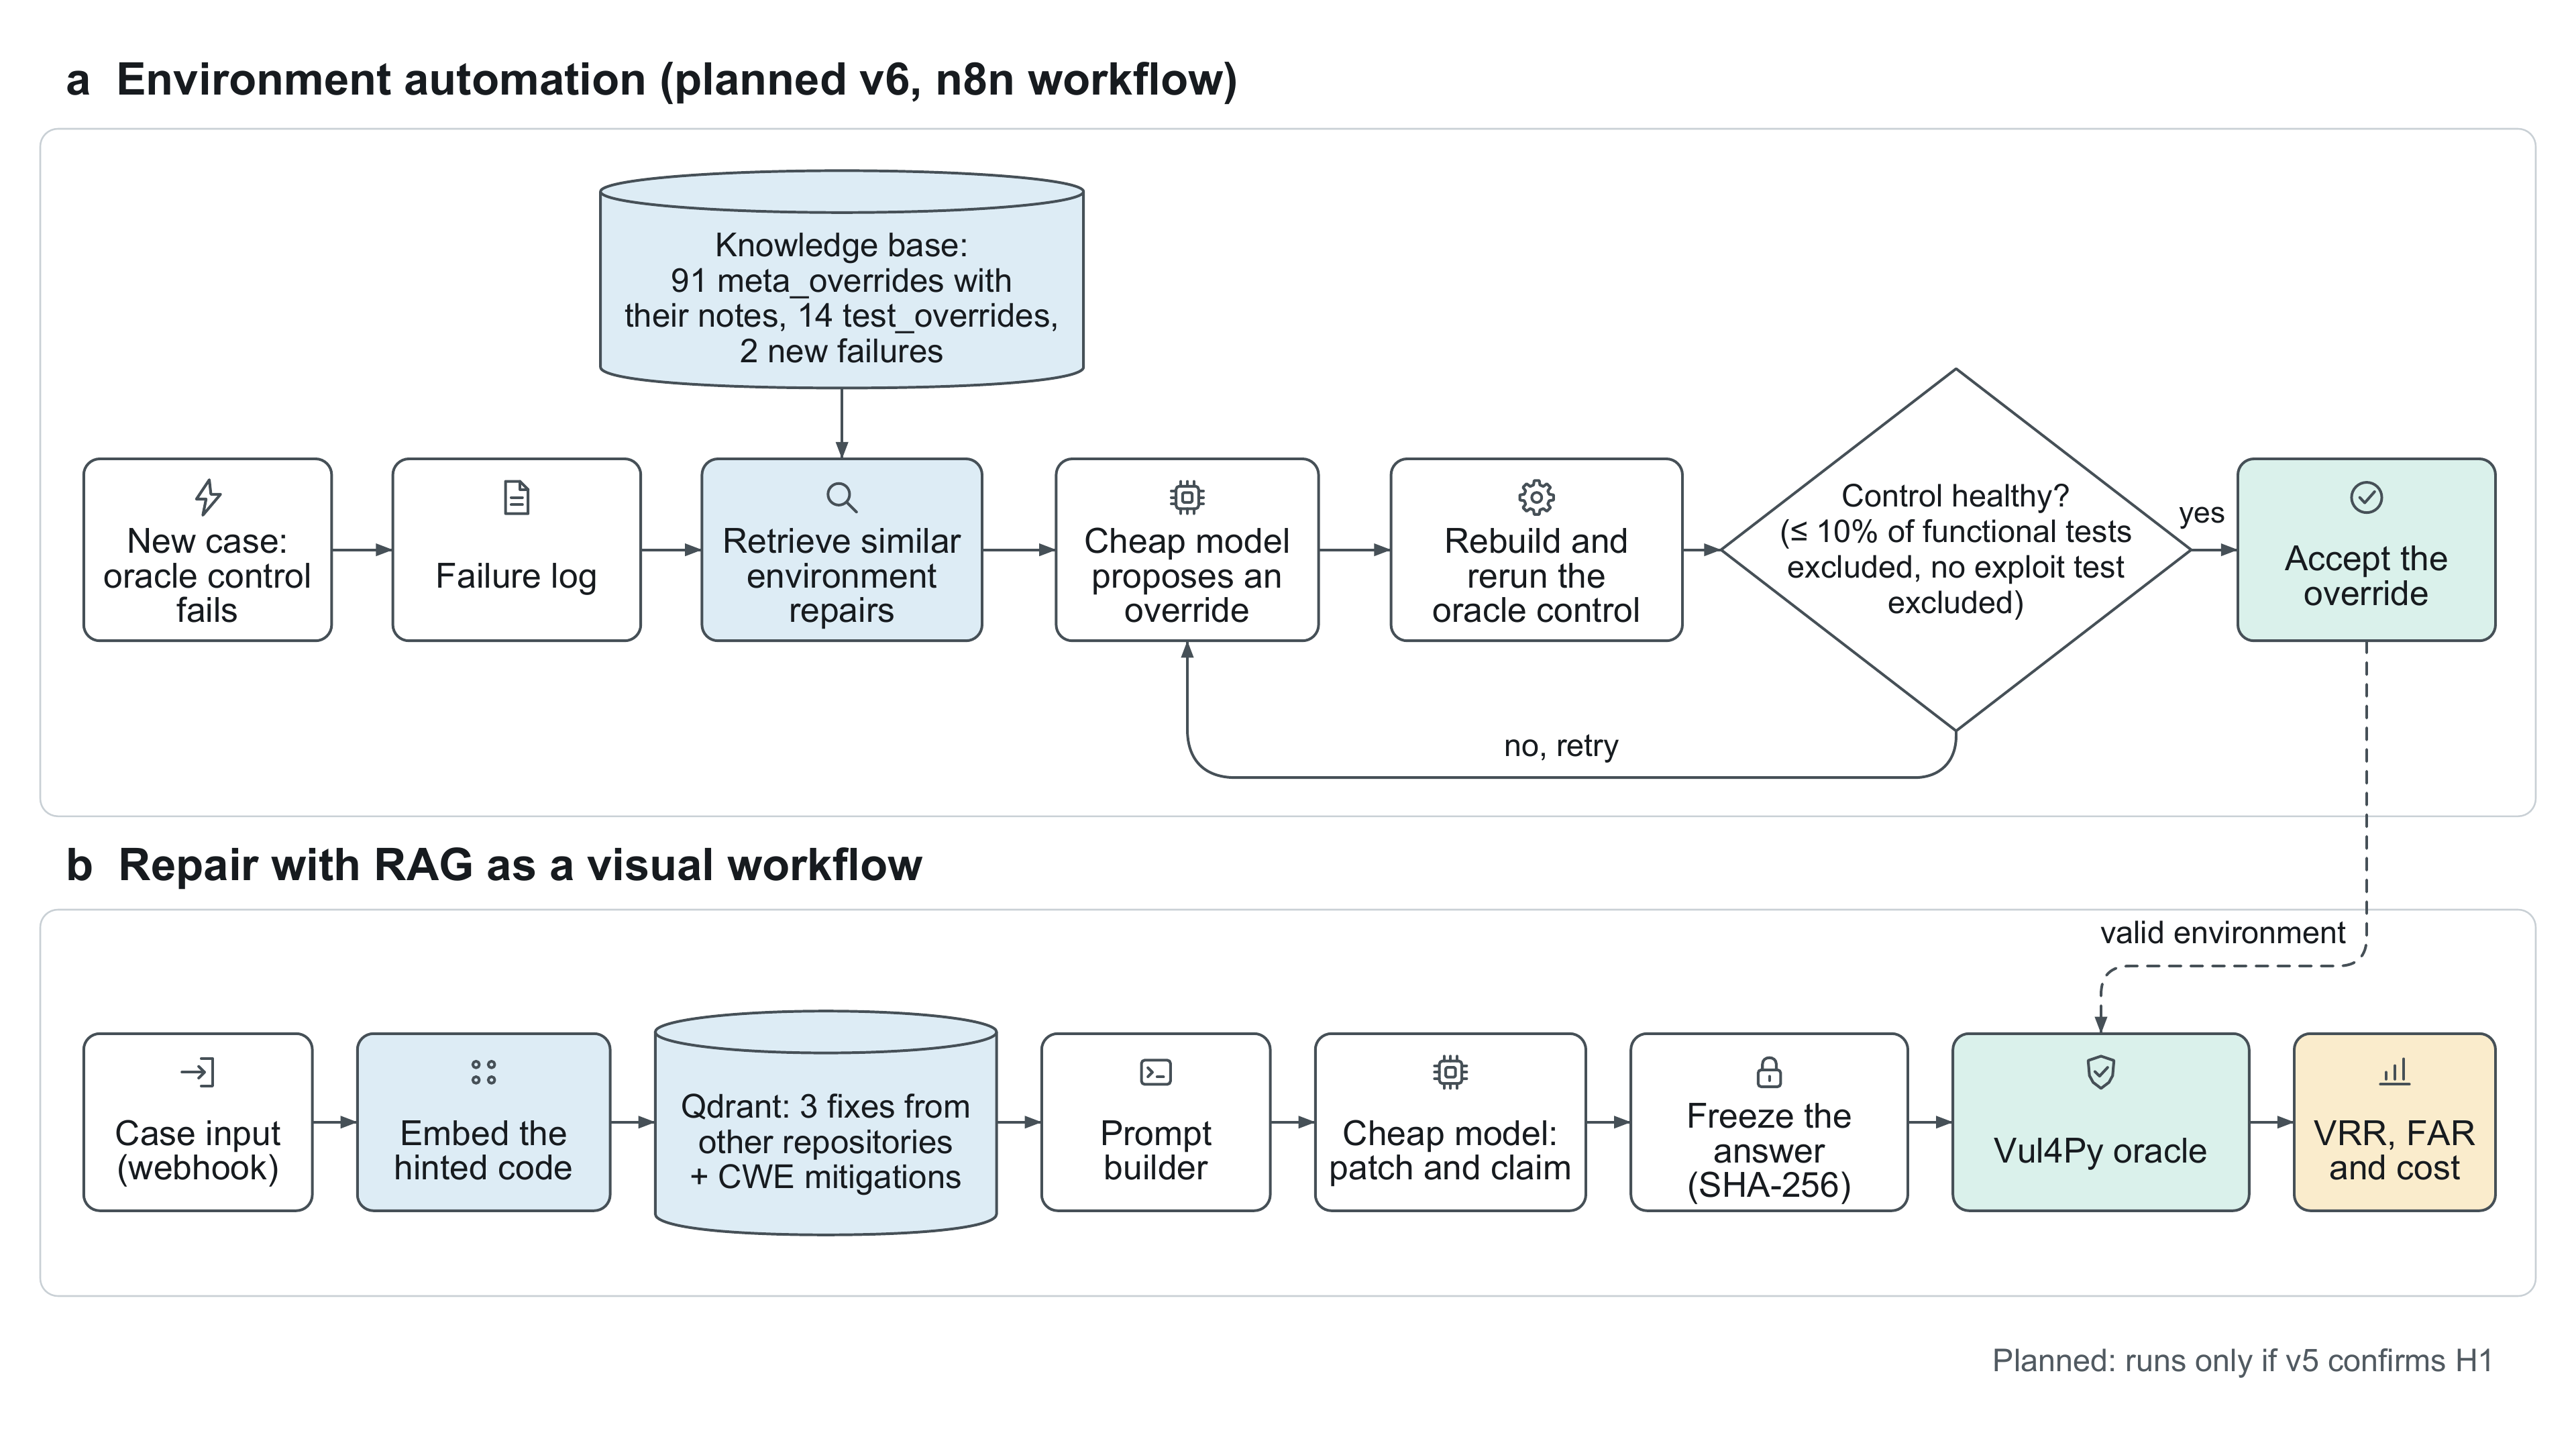 a Environment automation (planned v6, n8n workflow)
Knowledge base:
91 meta_overrides with
their notes, 14 test_overrides,
2 new failures
New case:
oracle control
fails
Failure log
Retrieve similar
environment
repairs
Cheap model
proposes an
override
Rebuild and
rerun the
oracle control
Control healthy?
(≤ 10% of functional tests
excluded, no exploit test
excluded)
yes
Accept the
override
no, retry
b Repair with RAG as a visual workflow
valid environment
Case input
(webhook)
Embed the
hinted code
Qdrant: 3 fixes from
other repositories
+ CWE mitigations
Prompt
builder
Cheap model:
patch and claim
Freeze the
answer
(SHA-256)
Vul4Py oracle
VRR, FAR
and cost
Planned: runs only if v5 confirms H1